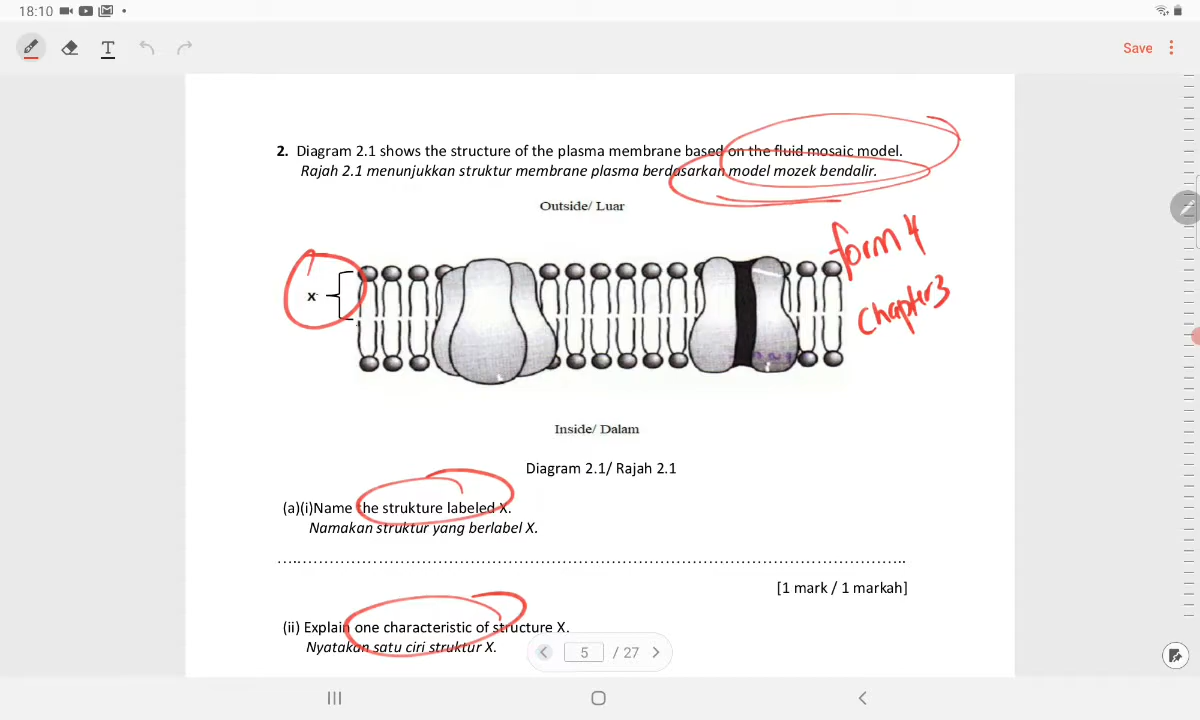 18:10
Save
2. Diagram 2.1 shows the structure of the plasma membrane based on the fluid mosaic model.
Rajah 2.1 menunjukkan struktur membrane plasma berdasarkan model mozek bendalir.
Outside/ Luar
form 4
chapter 3
X
Inside/ Dalam
Diagram 2.1/ Rajah 2.1
(a)(i)Name the strukture labeled X.
Namakan struktur yang berlabel X.
[1 mark / 1 markah]
(ii) Explain one characteristic of structure X.
Nyatakan satu ciri struktur X.
5 / 27